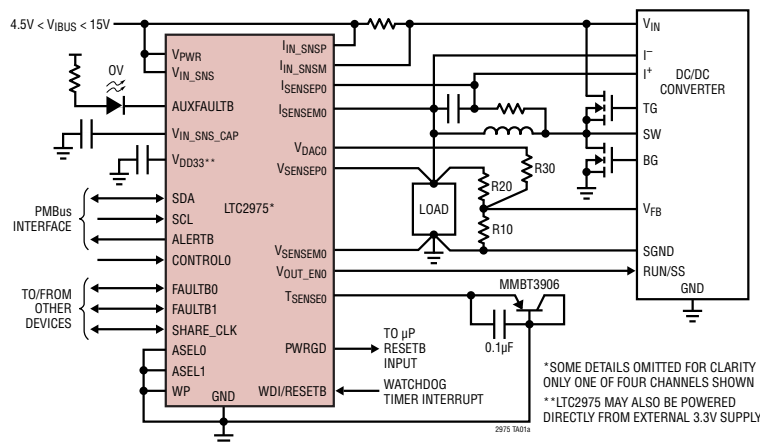 4.5V < VIBUS < 15V
VPWR
VIN_SNS
AUXFAULTB
VIN_SNS_CAP
VDD33**
SDA
SCL
ALERTB
CONTROL0
FAULTB0
FAULTB1
SHARE_CLK
ASEL0
ASEL1
WP
GND
OV
PMBus
INTERFACE
TO/FROM
OTHER
DEVICES
LTC2975*
IIN_SNSP
IIN_SNSM
ISENSEP0
ISENSEM0
VDAC0
VSENSEP0
VSENSEM0
VOUT_EN0
TSENSE0
PWRGD
WDI/RESETB
R30
R20
LOAD
R10
MMBT3906
0.1µF
TO µP
RESETB
INPUT
WATCHDOG
TIMER INTERRUPT
VIN
I–
I+
DC/DC
CONVERTER
TG
SW
BG
VFB
SGND
RUN/SS
GND
*SOME DETAILS OMITTED FOR CLARITY
ONLY ONE OF FOUR CHANNELS SHOWN
**LTC2975 MAY ALSO BE POWERED
DIRECTLY FROM EXTERNAL 3.3V SUPPLY
2975 TA01a